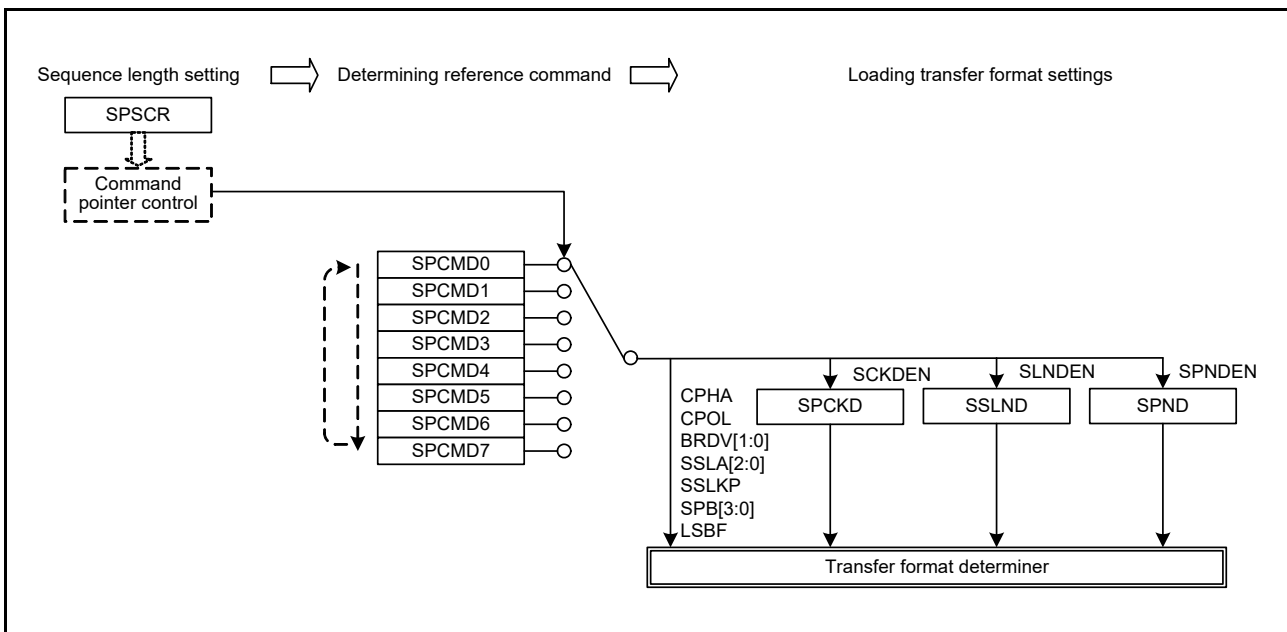 Sequence length setting
Determining reference command
Loading transfer format settings
SPSCR
Command
pointer control
SPCMD0
SPCMD1
SPCMD2
SPCMD3
SPCMD4
SPCMD5
SPCMD6
SPCMD7
CPHA
CPOL
BRDV[1:0]
SSLA[2:0]
SSLKP
SPB[3:0]
LSBF
SCKDEN
SPCKD
SLNDEN
SSLND
SPNDEN
SPND
Transfer format determiner